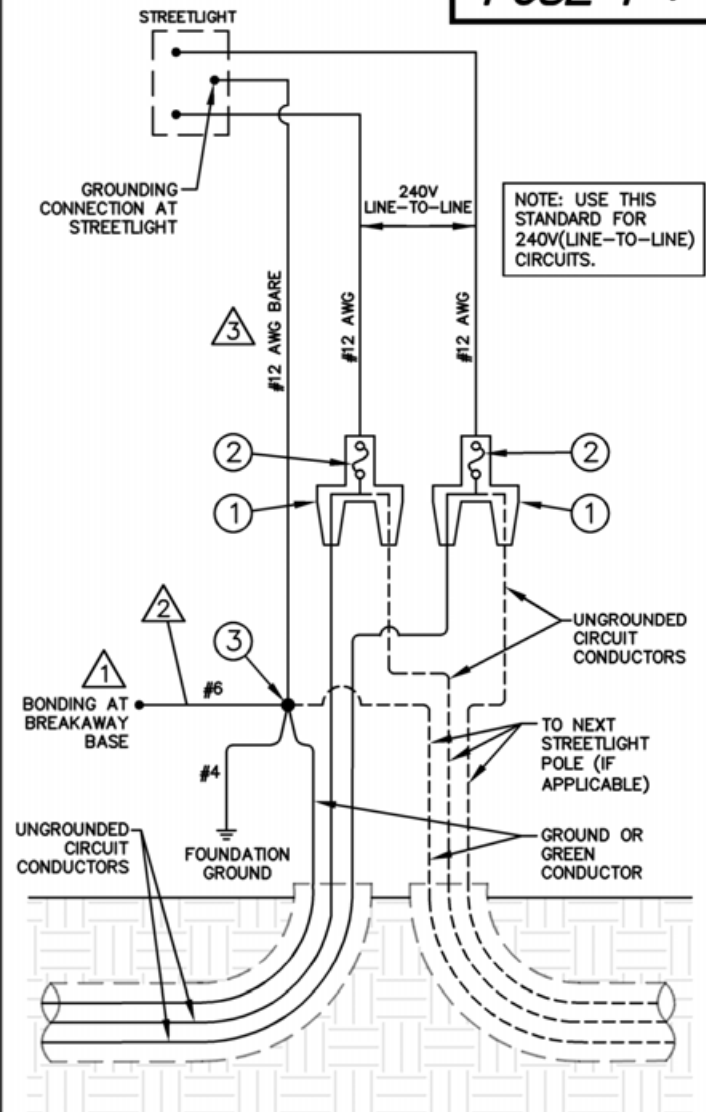 STREETLIGHT
GROUNDING
CONNECTION AT
STREETLIGHT
240V
LINE-TO-LINE
NOTE: USE THIS
STANDARD FOR
240V(LINE-TO-LINE)
CIRCUITS.
3
#12 AWG BARE
#12 AWG
#12 AWG
2
2
1
1
2
3
1
#6
BONDING AT
BREAKAWAY
BASE
UNGROUNDED
CIRCUIT
CONDUCTORS
#4
TO NEXT
STREETLIGHT
POLE (IF
APPLICABLE)
UNGROUNDED
CIRCUIT
CONDUCTORS
FOUNDATION
GROUND
GROUND OR
GREEN
CONDUCTOR